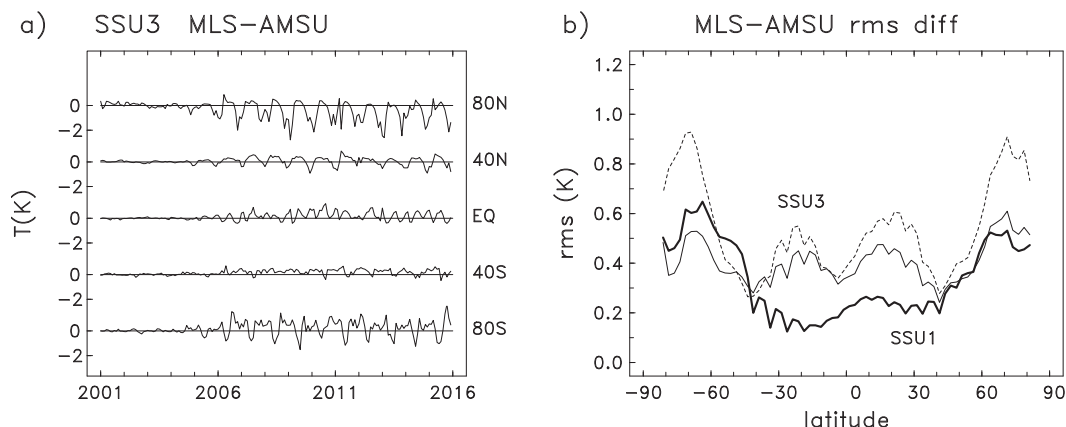 a) SSU3 MLS−AMSU
T(K)
0
−2
80N
0
−2
40N
0
−2
EQ
0
−2
40S
0
−2
80S
2001 2006 2011 2016
b) MLS−AMSU rms diff
rms (K)
1.2
1.0
0.8
0.6
0.4
0.2
0.0
SSU3
SSU1
−90 −60 −30 0 30 60 90
latitude